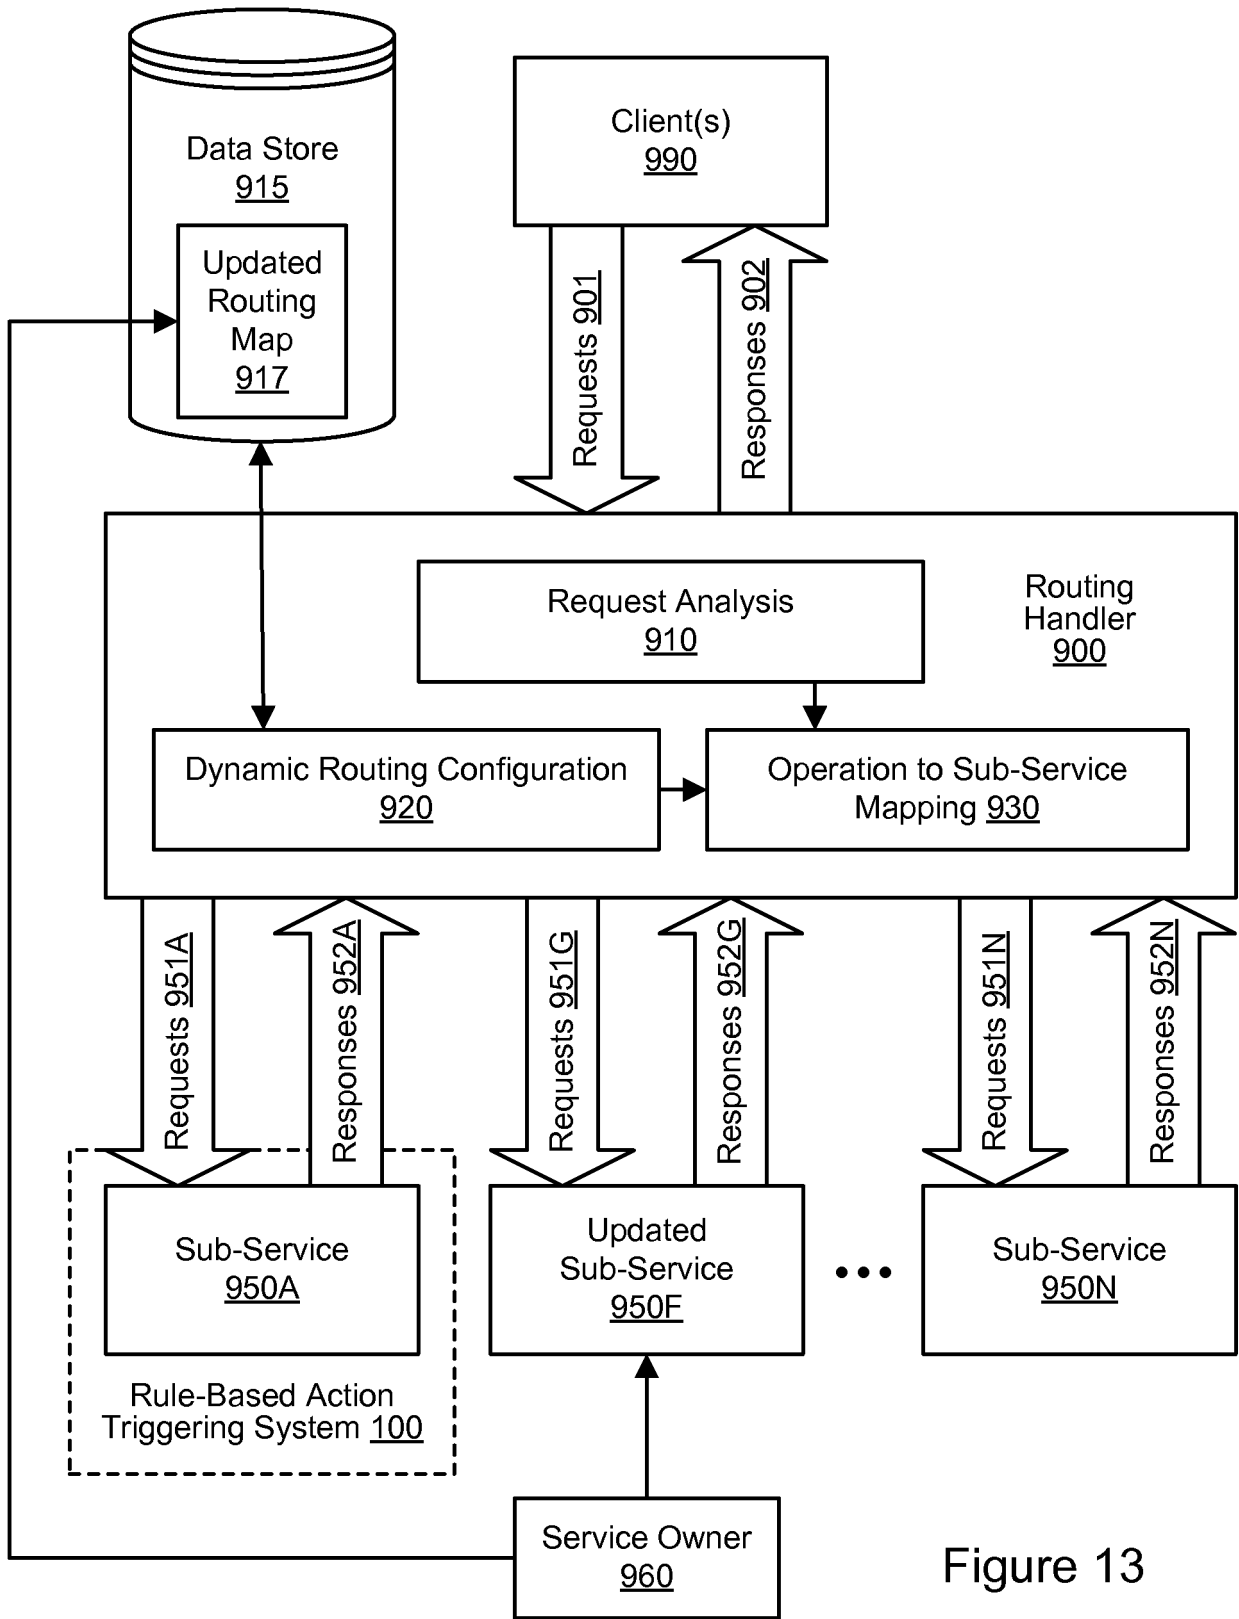 Data Store
915
Updated
Routing
Map
917
Client(s)
990
Requests 901
Responses 902
Routing
Handler
900
Request Analysis
910
Dynamic Routing Configuration
920
Operation to Sub-Service
Mapping 930
Requests 951A
Responses 952A
Requests 951G
Responses 952G
Requests 951N
Responses 952N
Sub-Service
950A
Updated
Sub-Service
950F
•••
Sub-Service
950N
Rule-Based Action
Triggering System 100
Service Owner
960
Figure 13